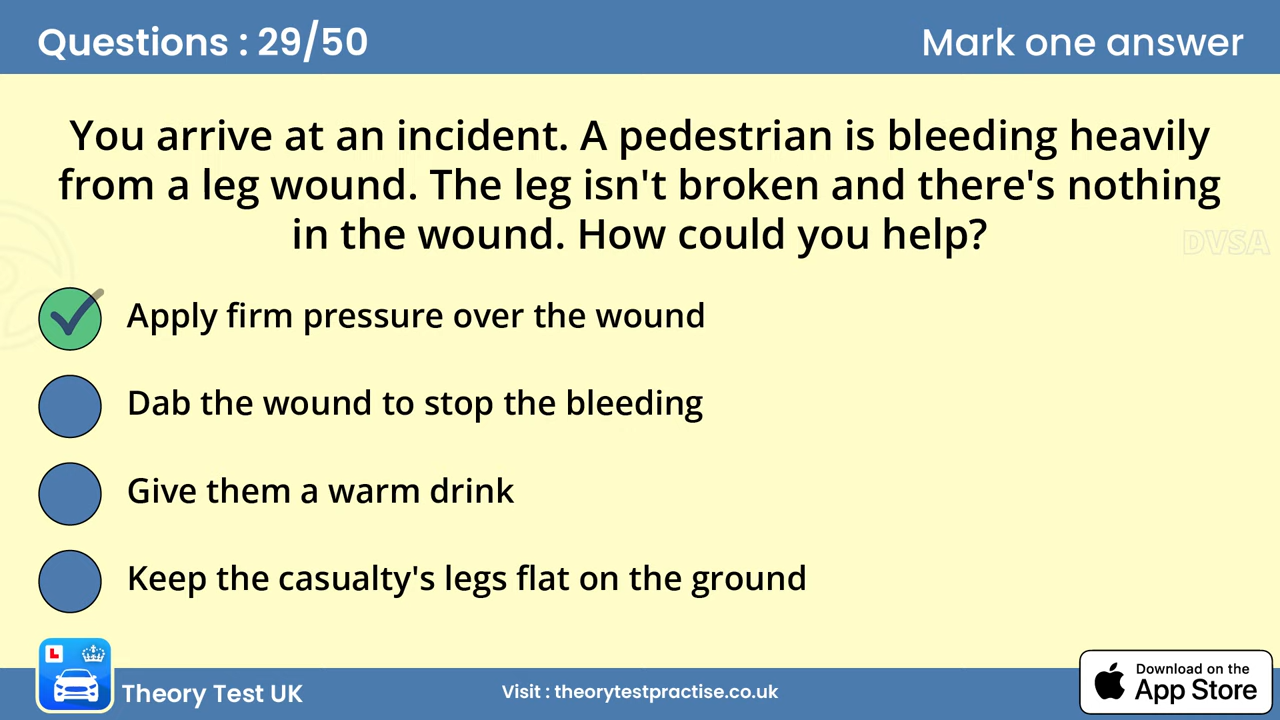 Questions : 29/50
Mark one answer
You arrive at an incident. A pedestrian is bleeding heavily
from a leg wound. The leg isn't broken and there's nothing
in the wound. How could you help?
DVSA
Apply firm pressure over the wound
Dab the wound to stop the bleeding
Give them a warm drink
Keep the casualty's legs flat on the ground
L
Theory Test UK
Visit : theorytestpractise.co.uk
Download on the
App Store